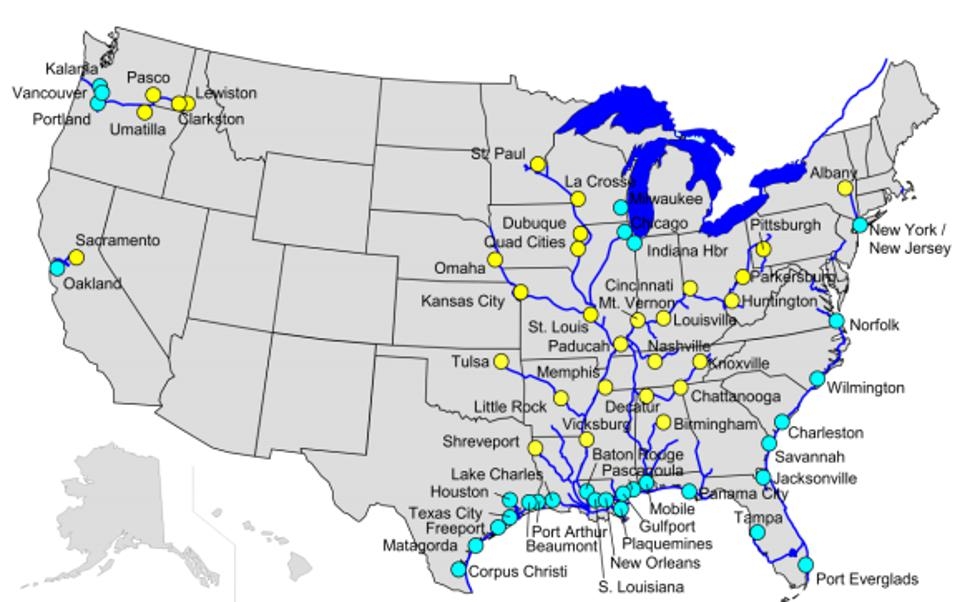 Kalama
Pasco
Vancouver
Lewiston
Portland
Clarkston
Umatilla
St. Paul
Albany
La Crosse
Milwaukee
Dubuque
Chicago
Pittsburgh
New York /
New Jersey
Sacramento
Quad Cities
Indiana Hbr
Omaha
Parkersburg
Oakland
Cincinnati
Kansas City
Mt. Vernon
Huntington
St. Louis
Louisville
Norfolk
Paducah
Nashville
Tulsa
Knoxville
Memphis
Wilmington
Chattanooga
Little Rock
Decatur
Vicksburg
Birmingham
Charleston
Shreveport
Baton Rouge
Savannah
Pascagoula
Lake Charles
Jacksonville
Houston
Panama City
Texas City
Mobile
Tampa
Freeport
Gulfport
Port Arthur
Matagorda
Beaumont
Plaquemines
New Orleans
Corpus Christi
Port Everglads
S. Louisiana